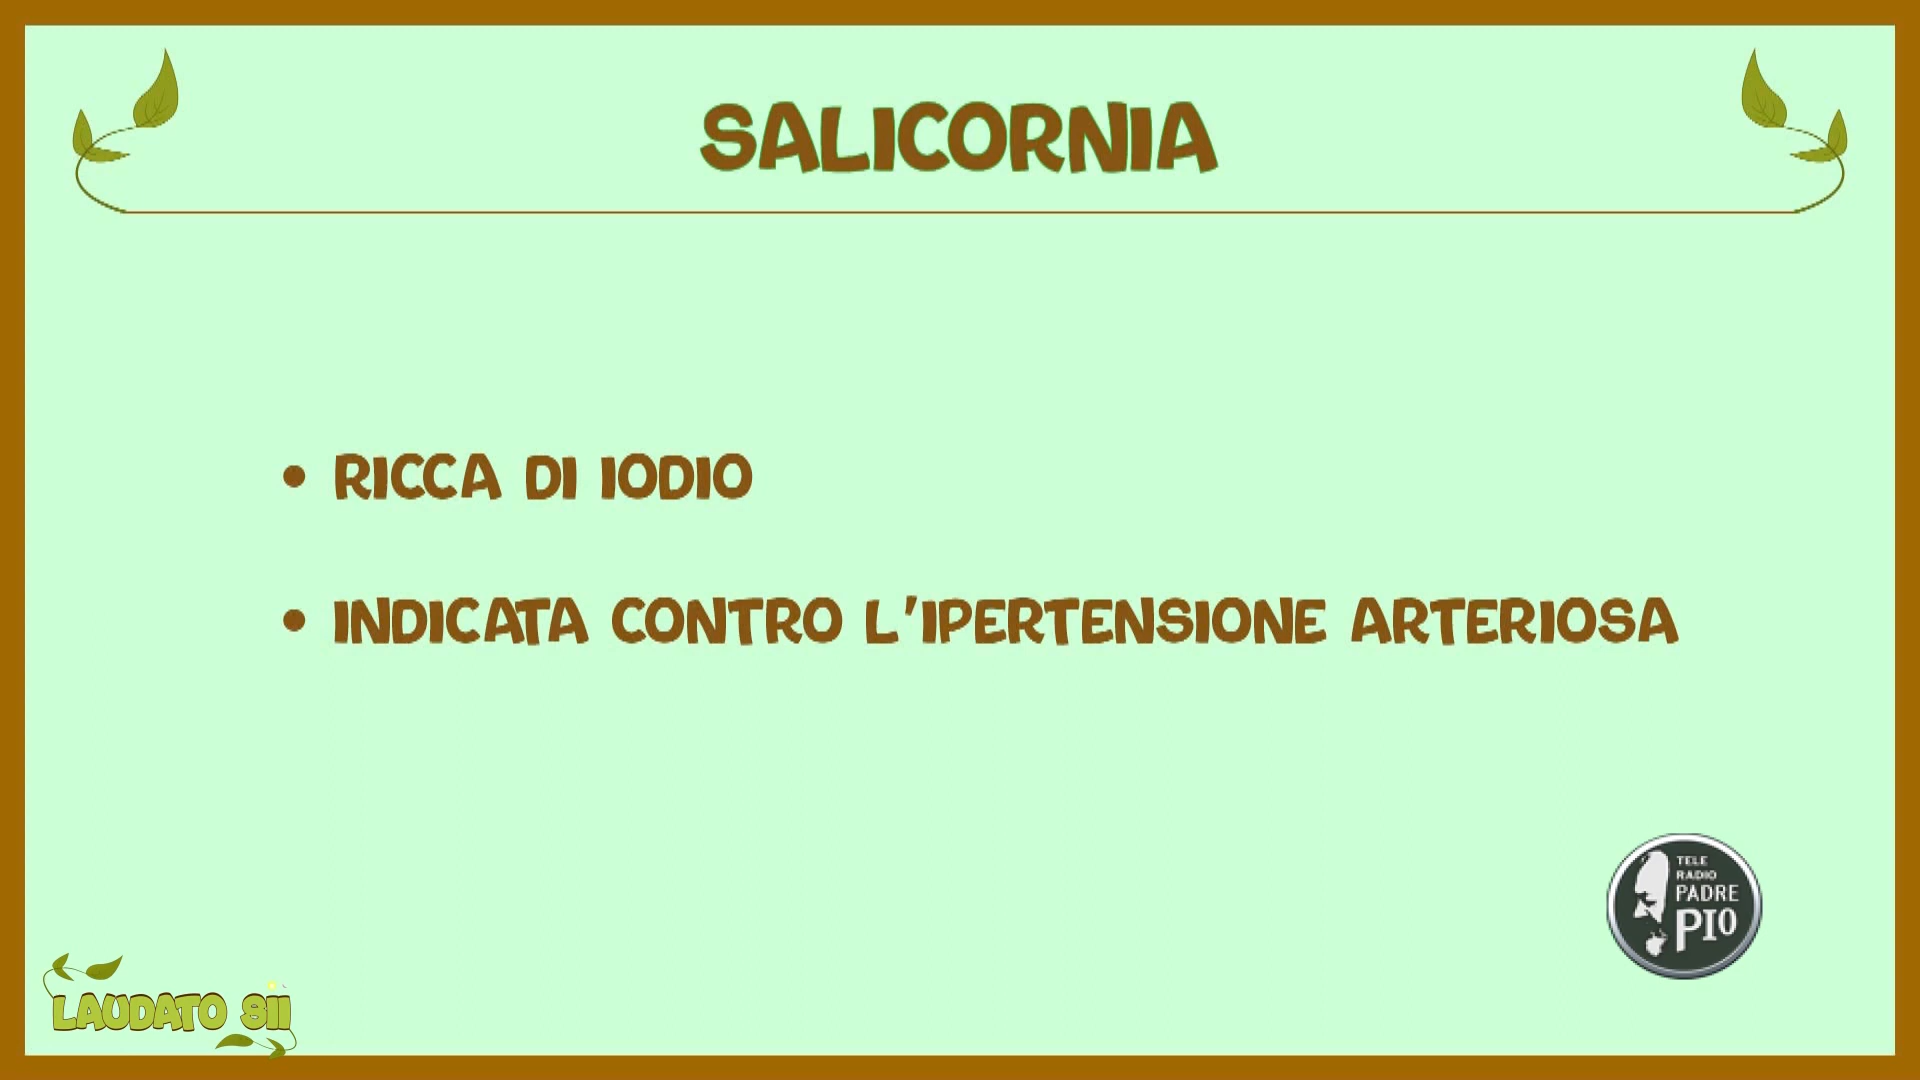 SALICORNIA
• RICCA DI IODIO
• INDICATA CONTRO L'IPERTENSIONE ARTERIOSA
TELE
RADIO
PADRE
PIO
LAUDATO SII